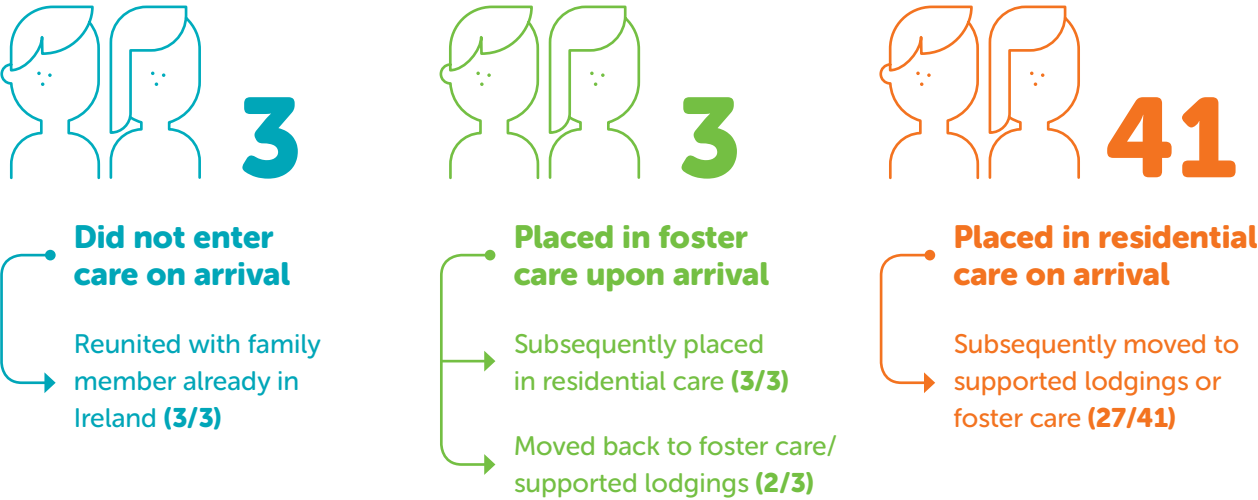 3
Did not enter
care on arrival
Reunited with family
member already in
Ireland (3/3)
3
Placed in foster
care upon arrival
Subsequently placed
in residential care (3/3)
Moved back to foster care/
supported lodgings (2/3)
41
Placed in residential
care on arrival
Subsequently moved to
supported lodgings or
foster care (27/41)